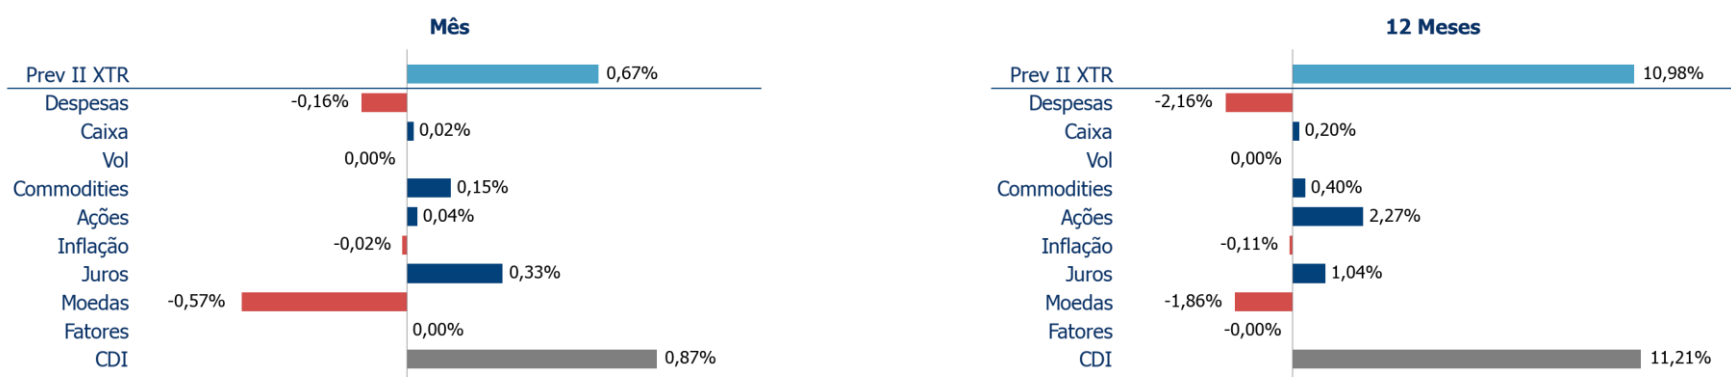 Mês
Prev II XTR 0,67%
Despesas -0,16%
Caixa 0,02%
Vol 0,00%
Commodities 0,15%
Ações 0,04%
Inflação -0,02%
Juros 0,33%
Moedas -0,57%
Fatores 0,00%
CDI 0,87%
12 Meses
Prev II XTR 10,98%
Despesas -2,16%
Caixa 0,20%
Vol 0,00%
Commodities 0,40%
Ações 2,27%
Inflação -0,11%
Juros 1,04%
Moedas -1,86%
Fatores -0,00%
CDI 11,21%